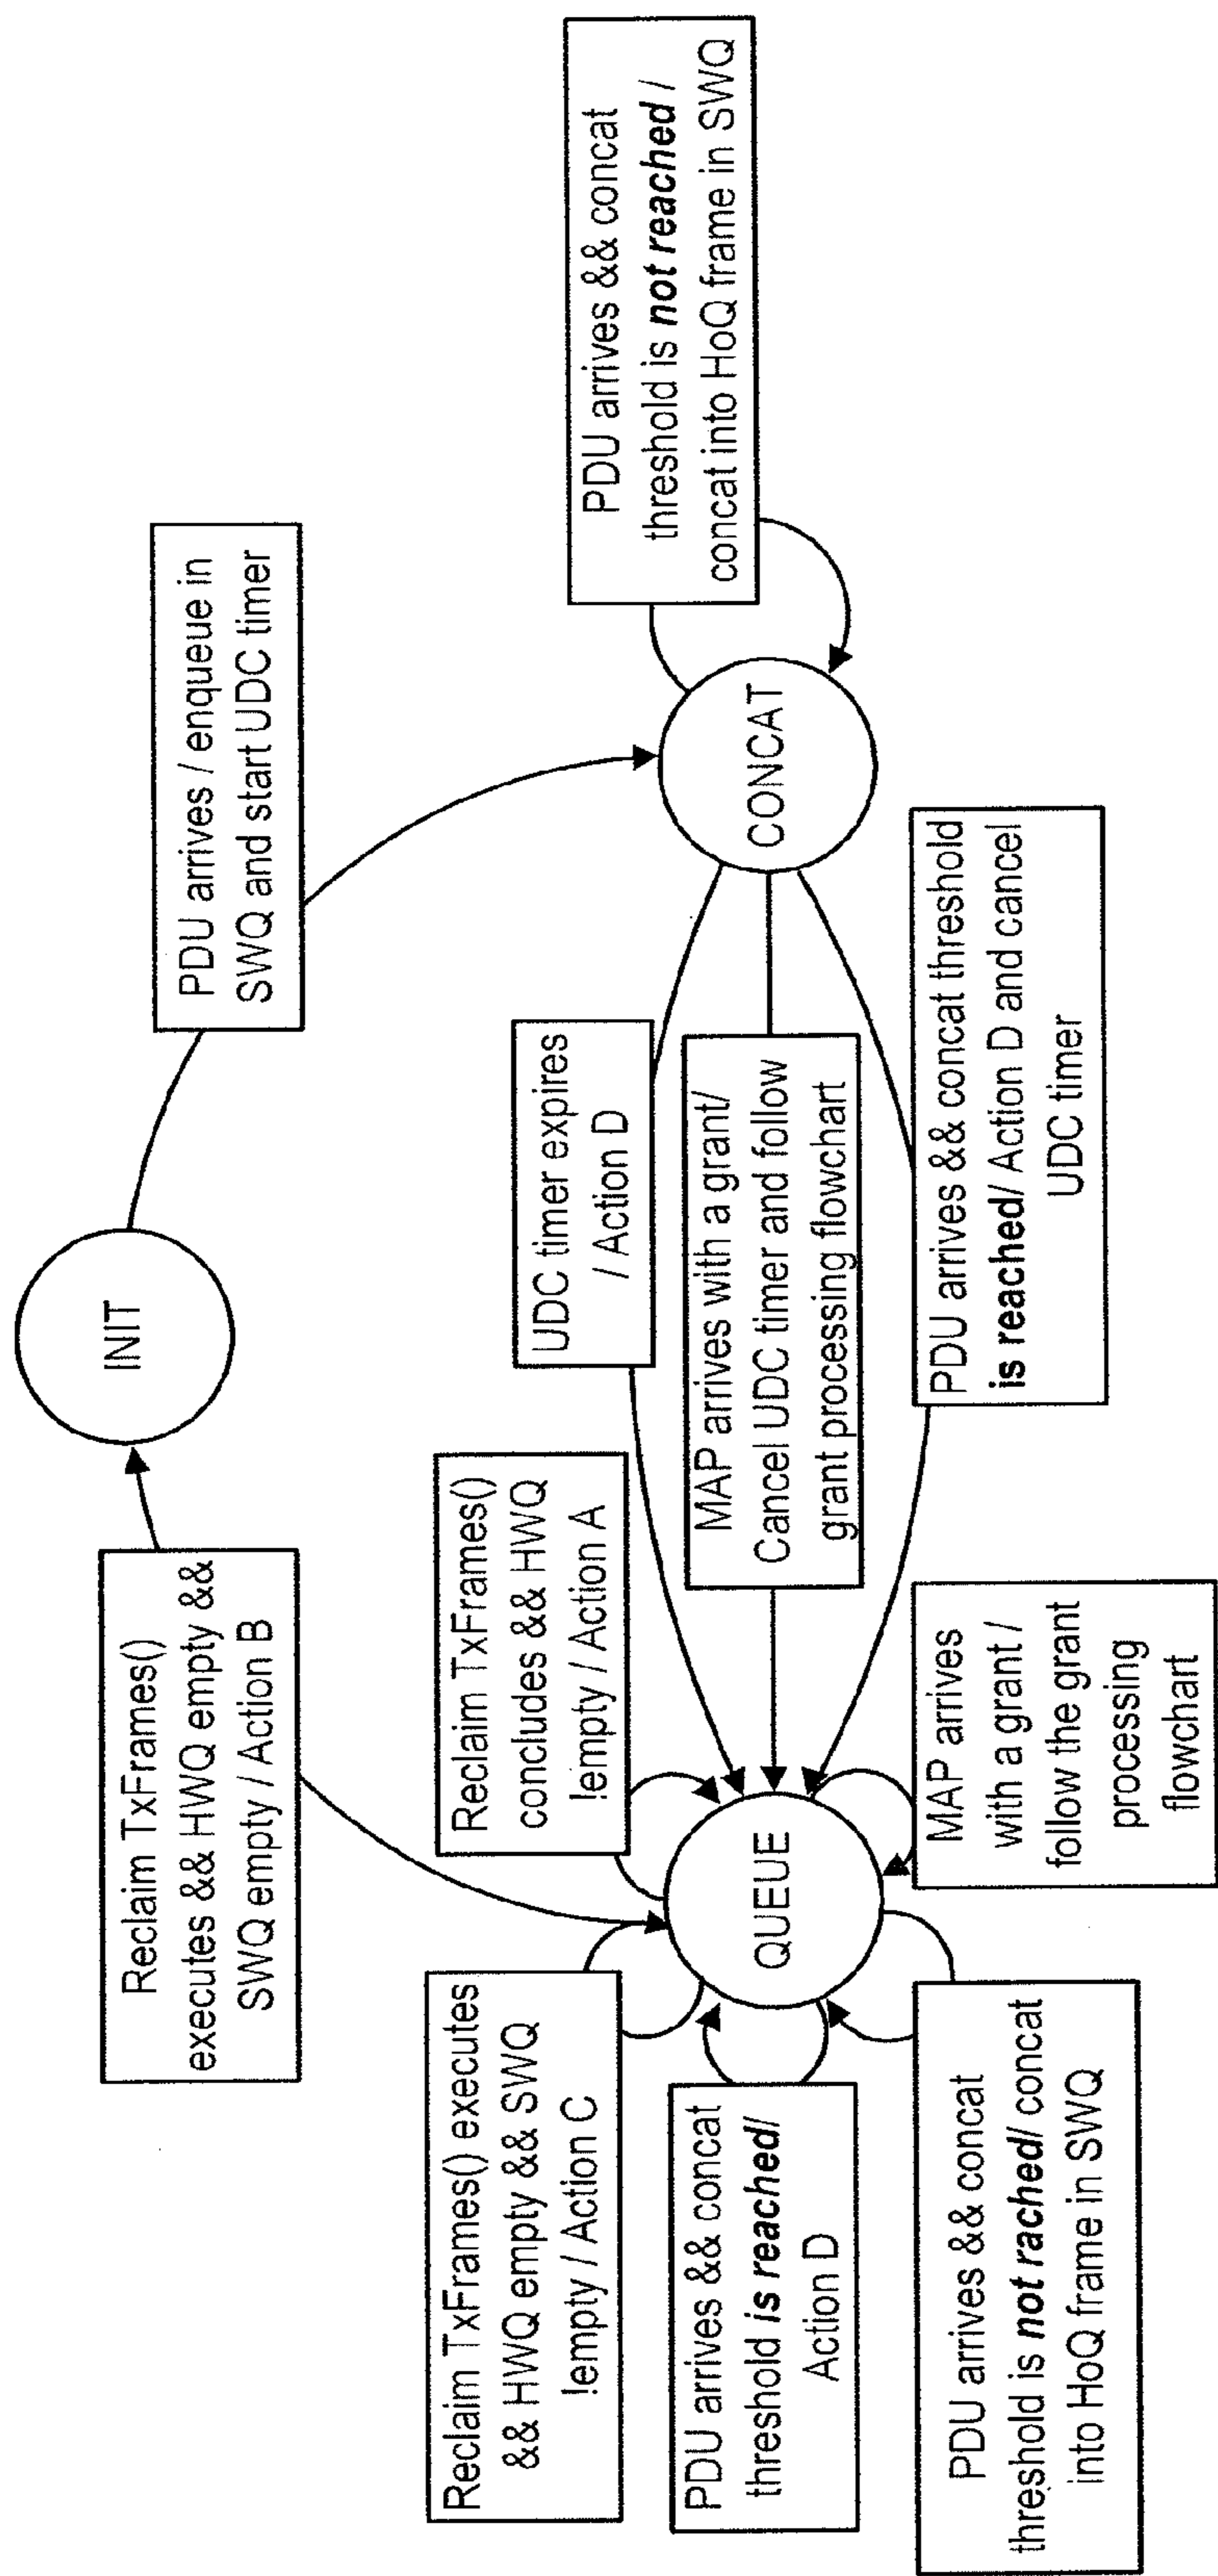 INIT
Reclaim TxFrames()
executes && HWQ empty &&
SWQ empty / Action B
PDU arrives / enqueue in
SWQ and start UDC timer
Reclaim TxFrames() executes
&& HWQ empty && SWQ
!empty / Action C
Reclaim TxFrames()
concludes && HWQ
!empty / Action A
UDC timer expires
/ Action D
PDU arrives && concat
threshold is not reached /
concat into HoQ frame in SWQ
PDU arrives && concat
threshold is reached/
Action D
QUEUE
MAP arrives with a grant/
Cancel UDC timer and follow
grant processing flowchart
CONCAT
PDU arrives && concat
threshold is not rached/ concat
into HoQ frame in SWQ
MAP arrives
with a grant /
follow the grant
processing
flowchart
PDU arrives && concat threshold
is reached/ Action D and cancel
UDC timer